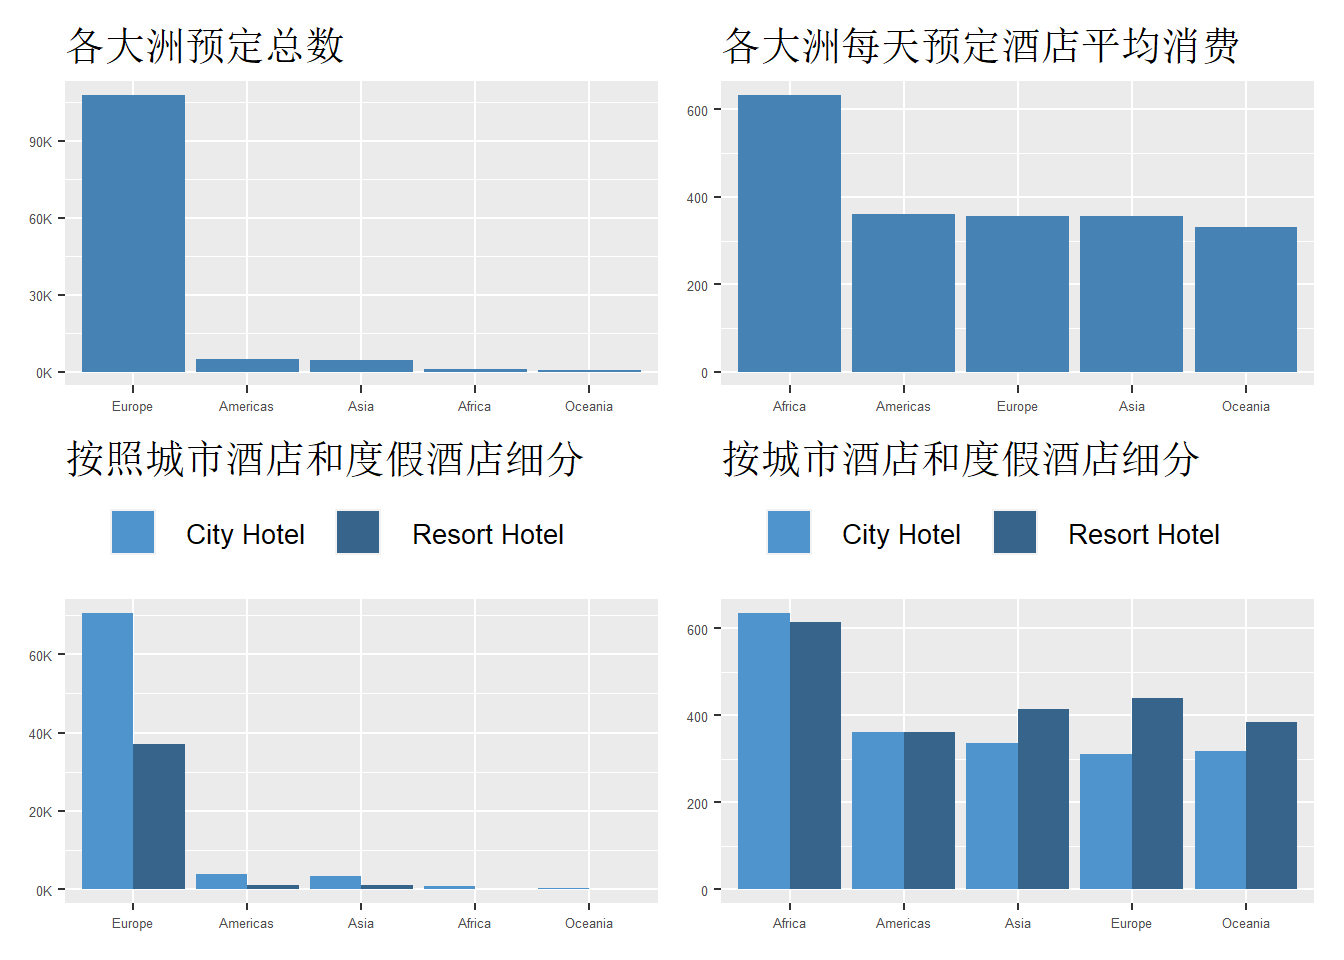 各大洲预定总数
90K
60K
30K
0K
Europe Americas Asia Africa Oceania
各大洲每天预定酒店平均消费
600
400
200
0
Africa Americas Europe Asia Oceania
按照城市酒店和度假酒店细分
City Hotel Resort Hotel
60K
40K
20K
0K
Europe Americas Asia Africa Oceania
按城市酒店和度假酒店细分
City Hotel Resort Hotel
600
400
200
0
Africa Americas Asia Europe Oceania